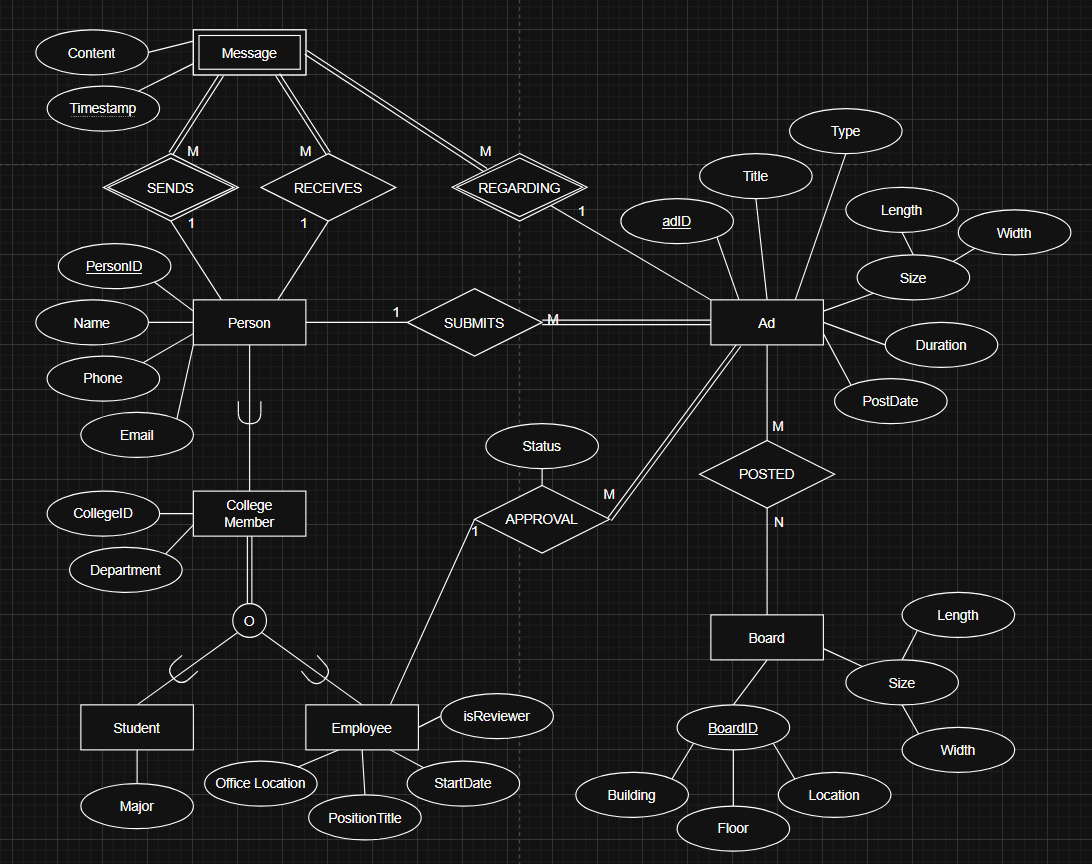 Content
Message
Timestamp
M
M
M
Type
SENDS
RECEIVES
REGARDING
Title
1
1
1
adID
Length
Width
PersonID
Size
Name
Person
1
SUBMITS
M
Ad
Duration
Phone
PostDate
Email
Status
M
POSTED
M
CollegeID
College
Member
1
APPROVAL
N
Department
O
Length
Board
Size
Student
Employee
isReviewer
BoardID
Width
Office Location
StartDate
Major
PositionTitle
Building
Location
Floor